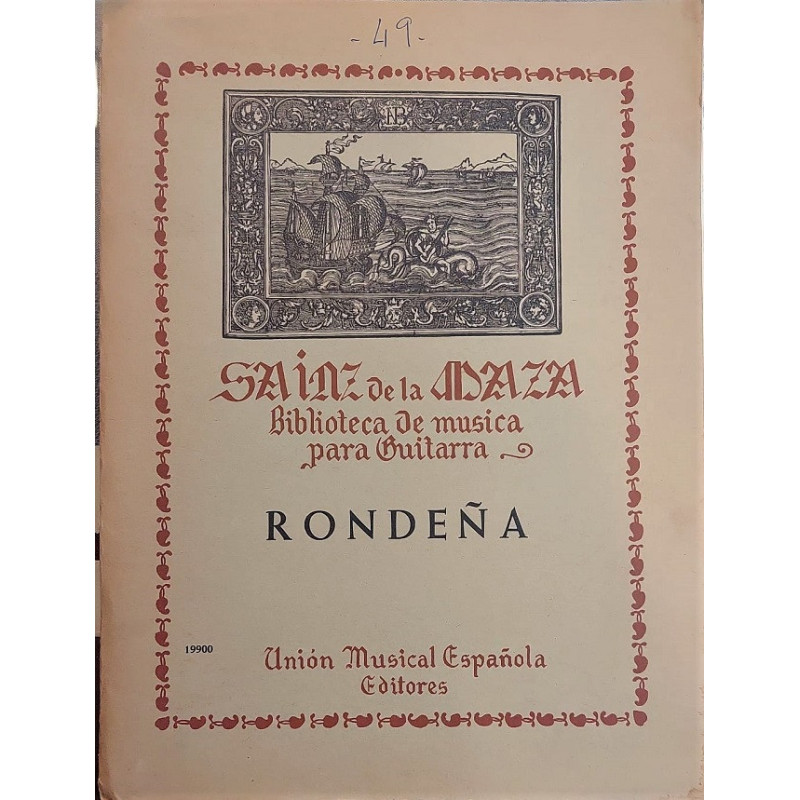 - 49 -
SAINZ de la MAZA
Biblioteca de musica
para Guitarra
RONDEÑA
19900
Unión Musical Española
Editores